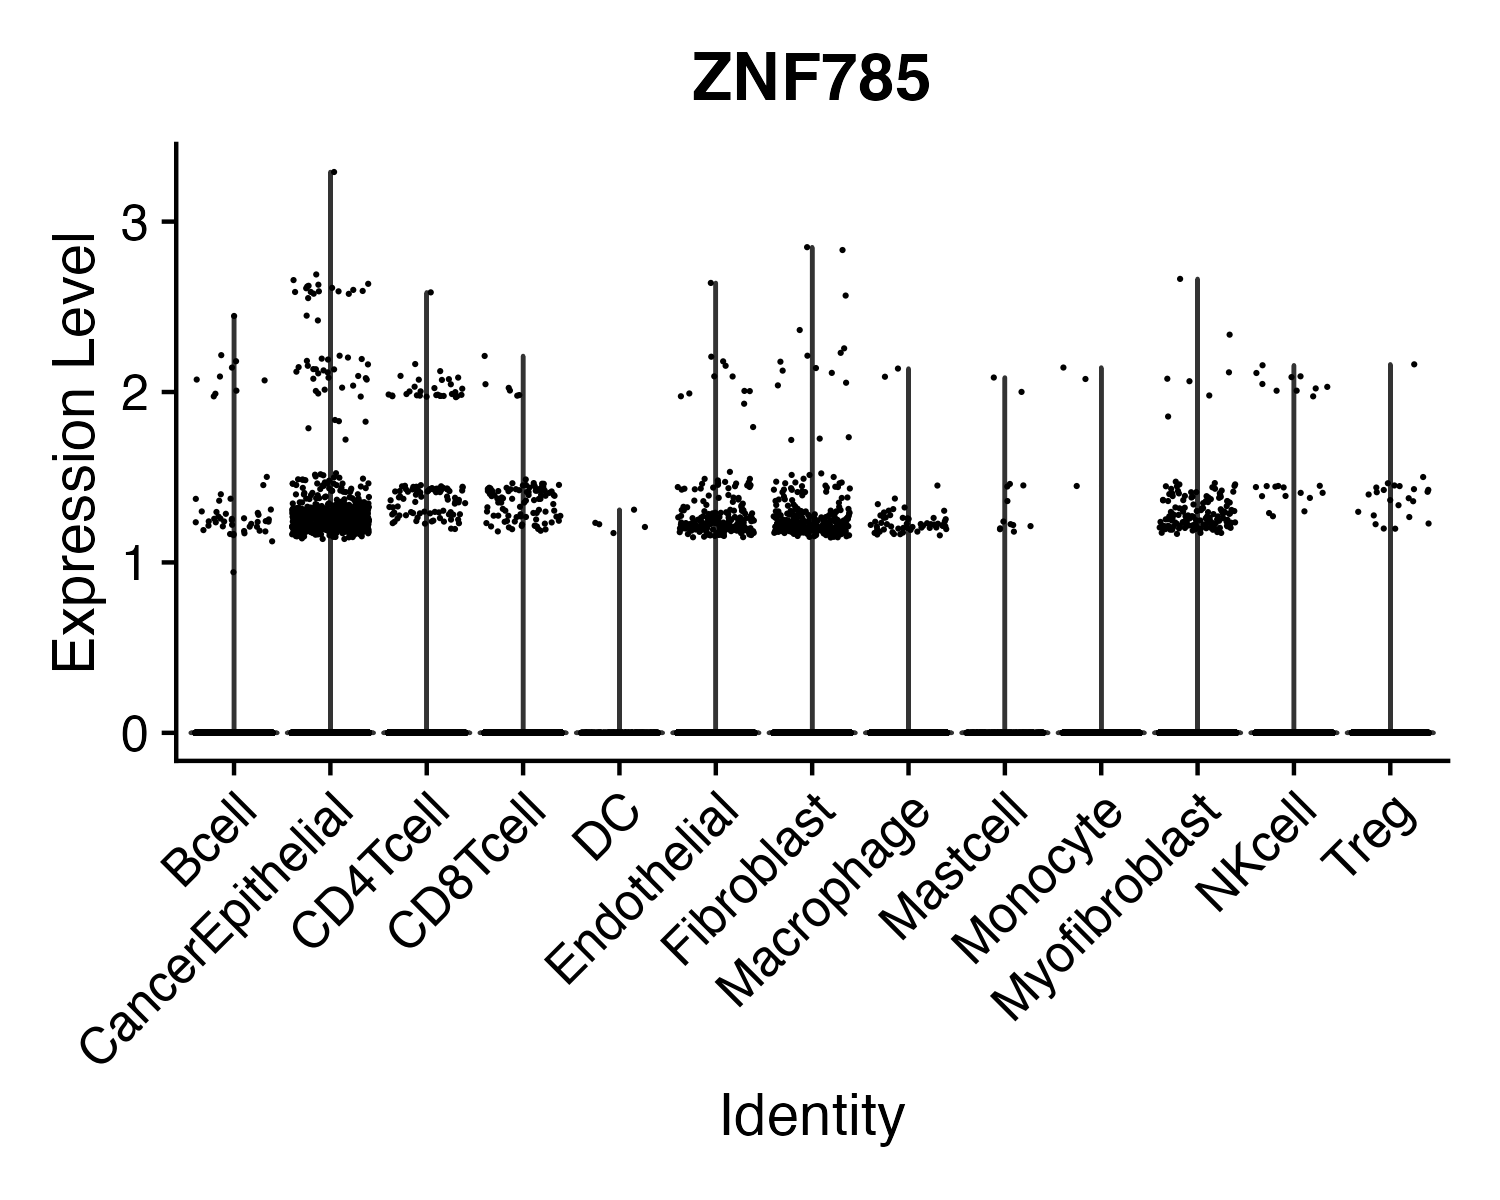 ZNF785
Expression Level
3
2
1
0
Bcell
CancerEpithelial
CD4Tcell
CD8Tcell
DC
Endothelial
Fibroblast
Macrophage
Mastcell
Monocyte
Myofibroblast
NKcell
Treg
Identity